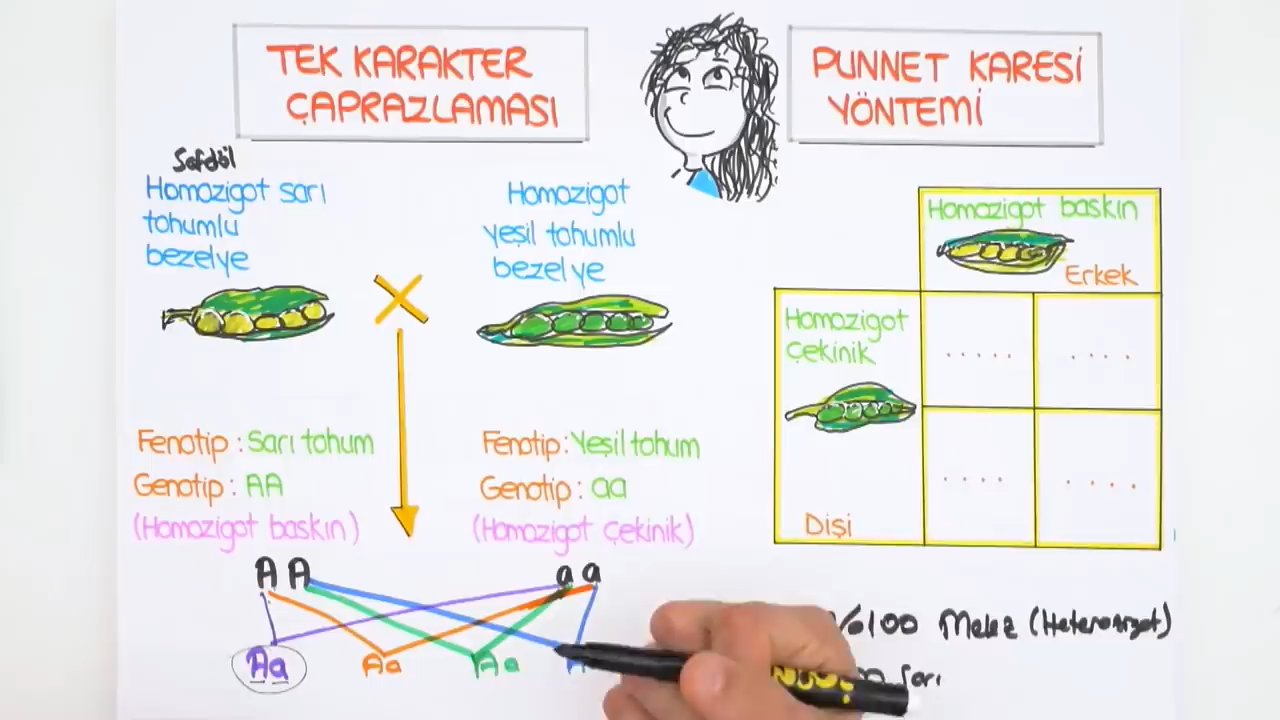 TEK KARAKTER
ÇAPRAZLAMASI
PUNNET KARESİ
YÖNTEMİ
Safdöl
Homozigot sarı
tohumlu
bezelye
Homozigot
yeşil tohumlu
bezelye
Fenotip : Sarı tohum
Genotip : AA
(Homozigot baskın)
Fenotip : Yeşil tohum
Genotip : aa
(Homozigot çekinik)
A A
a a
Aa
Aa
Aa
Homozigot baskın
Erkek
Homozigot
çekinik
.....
....
....
.....
Dişi
%100 Melez (Heterozigot)
Sarı